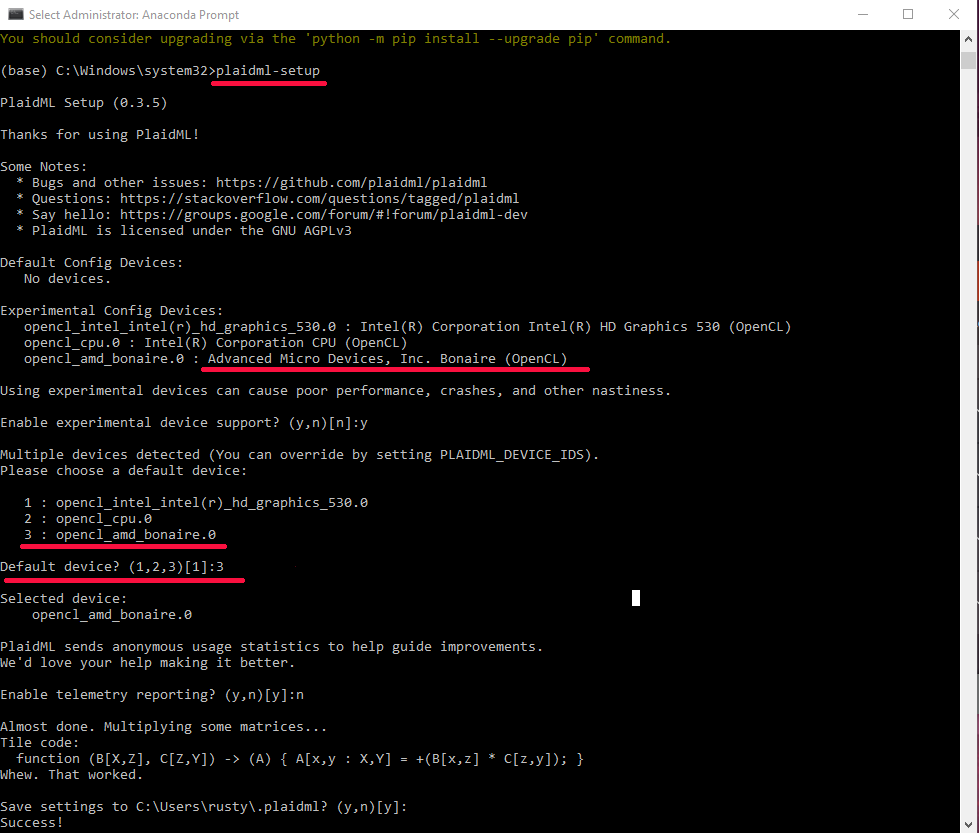 Select Administrator: Anaconda Prompt
You should consider upgrading via the 'python -m pip install --upgrade pip' command.
(base) C:\Windows\system32>plaidml-setup
PlaidML Setup (0.3.5)
Thanks for using PlaidML!
Some Notes:
* Bugs and other issues: https://github.com/plaidml/plaidml
* Questions: https://stackoverflow.com/questions/tagged/plaidml
* Say hello: https://groups.google.com/forum/#!forum/plaidml-dev
* PlaidML is licensed under the GNU AGPLv3
Default Config Devices:
No devices.
Experimental Config Devices:
opencl_intel_intel(r)_hd_graphics_530.0 : Intel(R) Corporation Intel(R) HD Graphics 530 (OpenCL)
opencl_cpu.0 : Intel(R) Corporation CPU (OpenCL)
opencl_amd_bonaire.0 : Advanced Micro Devices, Inc. Bonaire (OpenCL)
Using experimental devices can cause poor performance, crashes, and other nastiness.
Enable experimental device support? (y,n)[n]:y
Multiple devices detected (You can override by setting PLAIDML_DEVICE_IDS).
Please choose a default device:
1 : opencl_intel_intel(r)_hd_graphics_530.0
2 : opencl_cpu.0
3 : opencl_amd_bonaire.0
Default device? (1,2,3)[1]:3
Selected device:
opencl_amd_bonaire.0
PlaidML sends anonymous usage statistics to help guide improvements.
We'd love your help making it better.
Enable telemetry reporting? (y,n)[y]:n
Almost done. Multiplying some matrices...
Tile code:
function (B[X,Z], C[Z,Y]) -> (A) { A[x,y : X,Y] = +(B[x,z] * C[z,y]); }
Whew. That worked.
Save settings to C:\Users\rusty\.plaidml? (y,n)[y]:
Success!